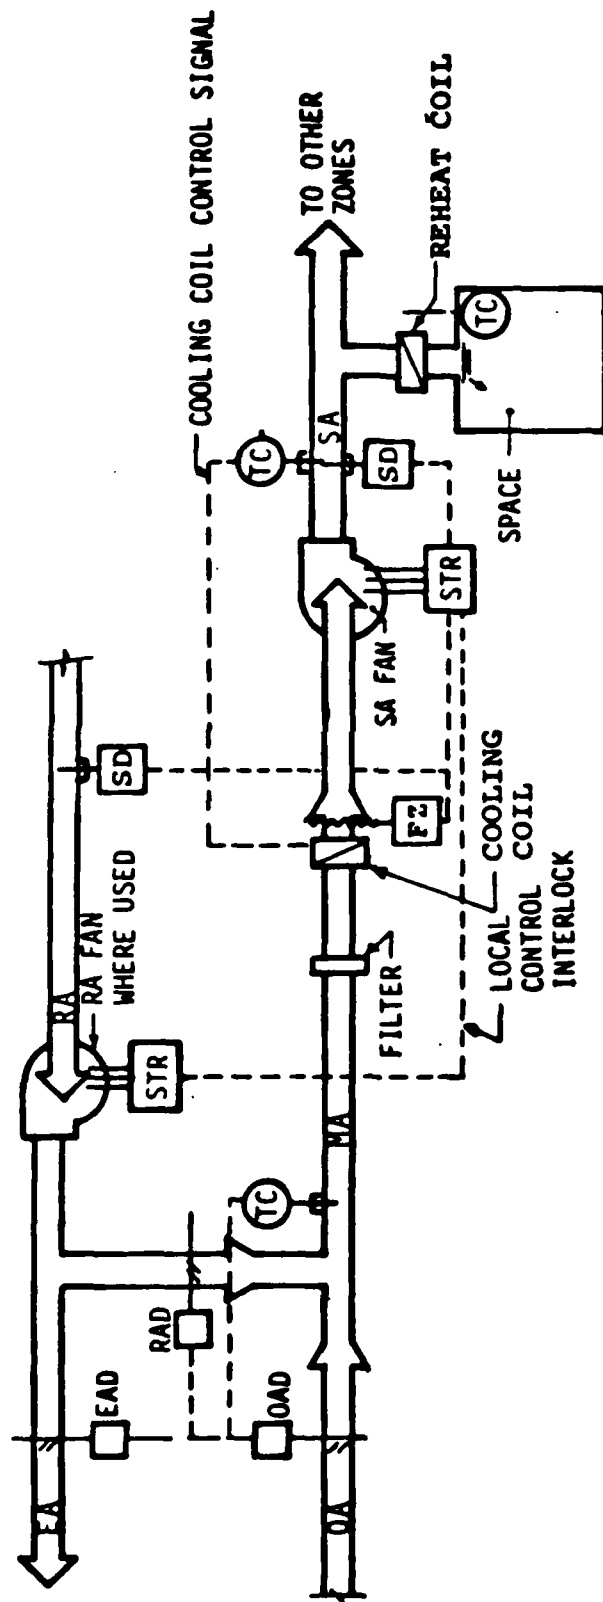 COOLING COIL CONTROL SIGNAL
RA
RA FAN
WHERE USED
SD
STR
EA
EAD
RAD
OAD
OA
TC
MA
FILTER
COOLING
COIL
LOCAL
CONTROL
INTERLOCK
FZ
SA FAN
STR
TC
SD
SA
TO OTHER
ZONES
REHEAT COIL
TC
SPACE